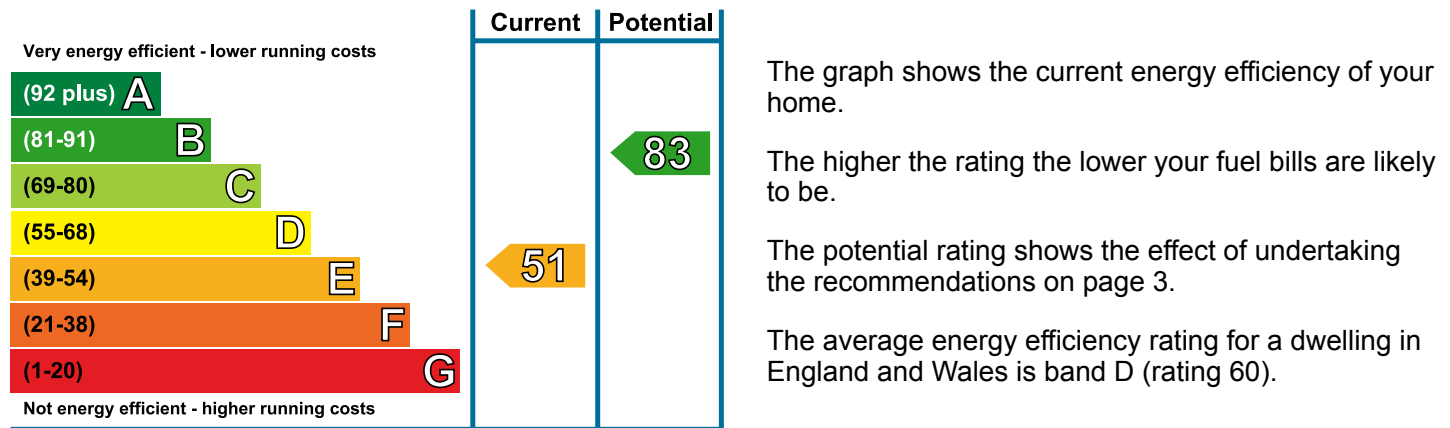 Current Potential
Very energy efficient - lower running costs
(92 plus) A
(81-91) B
83
(69-80) C
(55-68) D
(39-54) E
51
(21-38) F
(1-20) G
Not energy efficient - higher running costs
The graph shows the current energy efficiency of your
home.
The higher the rating the lower your fuel bills are likely
to be.
The potential rating shows the effect of undertaking
the recommendations on page 3.
The average energy efficiency rating for a dwelling in
England and Wales is band D (rating 60).